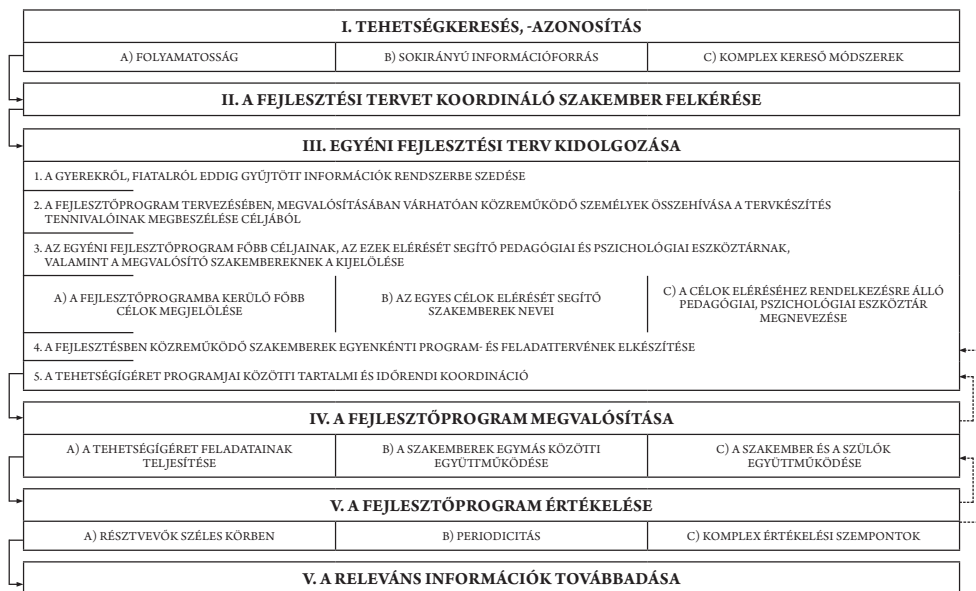 I. TEHETSÉGKERESÉS, -AZONOSÍTÁS
A) FOLYAMATOSSÁG
B) SOKIRÁNYÚ INFORMÁCIÓFORRÁS
C) KOMPLEX KERESŐ MÓDSZEREK
II. A FEJLESZTÉSI TERVET KOORDINÁLÓ SZAKEMBER FELKÉRÉSE
III. EGYÉNI FEJLESZTÉSI TERV KIDOLGOZÁSA
1. A GYEREKRŐL, FIATALRÓL EDDIG GYŰJTÖTT INFORMÁCIÓK RENDSZERBE SZEDÉSE
2. A FEJLESZTŐPROGRAM TERVEZÉSÉBEN, MEGVALÓSÍTÁSÁBAN VÁRHATÓAN KÖZREMŰKÖDŐ SZEMÉLYEK ÖSSZEHÍVÁSA A TERVKÉSZÍTÉS
TENNIVALÓINAK MEGBESZÉLÉSE CÉLJÁBÓL
3. AZ EGYÉNI FEJLESZTŐPROGRAM FŐBB CÉLJAINAK, AZ EZEK ELÉRÉSÉT SEGÍTŐ PEDAGÓGIAI ÉS PSZICHOLÓGIAI ESZKÖZTÁRNAK,
VALAMINT A MEGVALÓSÍTÓ SZAKEMBEREKNEK A KIJELÖLÉSE
A) A FEJLESZTŐPROGRAMBA KERÜLŐ FŐBB
CÉLOK MEGJELÖLÉSE
B) AZ EGYES CÉLOK ELÉRÉSÉT SEGÍTŐ
SZAKEMBEREK NEVEI
C) A CÉLOK ELÉRÉSÉHEZ RENDELKEZÉSRE ÁLLÓ
PEDAGÓGIAI, PSZICHOLÓGIAI ESZKÖZTÁR
MEGNEVEZÉSE
4. A FEJLESZTÉSBEN KÖZREMŰKÖDŐ SZAKEMBEREK EGYENKÉNTI PROGRAM- ÉS FELADATTERVÉNEK ELKÉSZÍTÉSE
5. A TEHETSÉGÍGÉRET PROGRAMJAI KÖZÖTTI TARTALMI ÉS IDŐRENDI KOORDINÁCIÓ
IV. A FEJLESZTŐPROGRAM MEGVALÓSÍTÁSA
A) A TEHETSÉGÍGÉRET FELADATAINAK
TELJESÍTÉSE
B) A SZAKEMBEREK EGYMÁS KÖZÖTTI
EGYÜTTMŰKÖDÉSE
C) A SZAKEMBER ÉS A SZÜLŐK
EGYÜTTMŰKÖDÉSE
V. A FEJLESZTŐPROGRAM ÉRTÉKELÉSE
A) RÉSZTVEVŐK SZÉLES KÖRBEN
B) PERIODICITÁS
C) KOMPLEX ÉRTÉKELÉSI SZEMPONTOK
V. A RELEVÁNS INFORMÁCIÓK TOVÁBBADÁSA